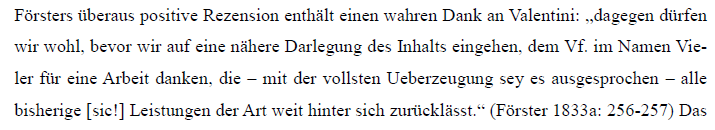 Försters überaus positive Rezension enthält einen wahren Dank an Valentini: „dagegen dürfen
wir wohl, bevor wir auf eine nähere Darlegung des Inhalts eingehen, dem Vf. im Namen Vie-
ler für eine Arbeit danken, die – mit der vollsten Ueberzeugung sey es ausgesprochen – alle
bisherige [sic!] Leistungen der Art weit hinter sich zurücklässt.“ (Förster 1833a: 256-257) Das